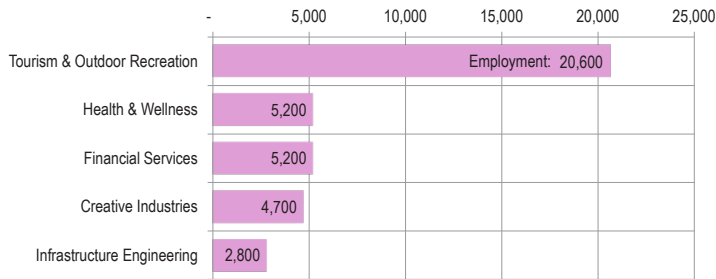 - 5,000 10,000 15,000 20,000 25,000
Tourism & Outdoor Recreation Employment: 20,600
Health & Wellness 5,200
Financial Services 5,200
Creative Industries 4,700
Infrastructure Engineering 2,800